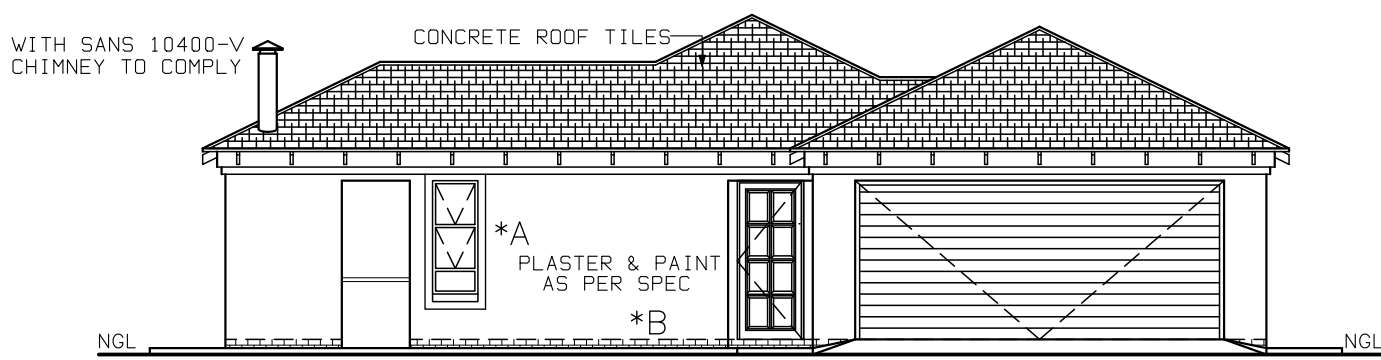 WITH SANS 10400-V
CHIMNEY TO COMPLY
CONCRETE ROOF TILES
*A
PLASTER & PAINT
AS PER SPEC
*B
NGL
NGL